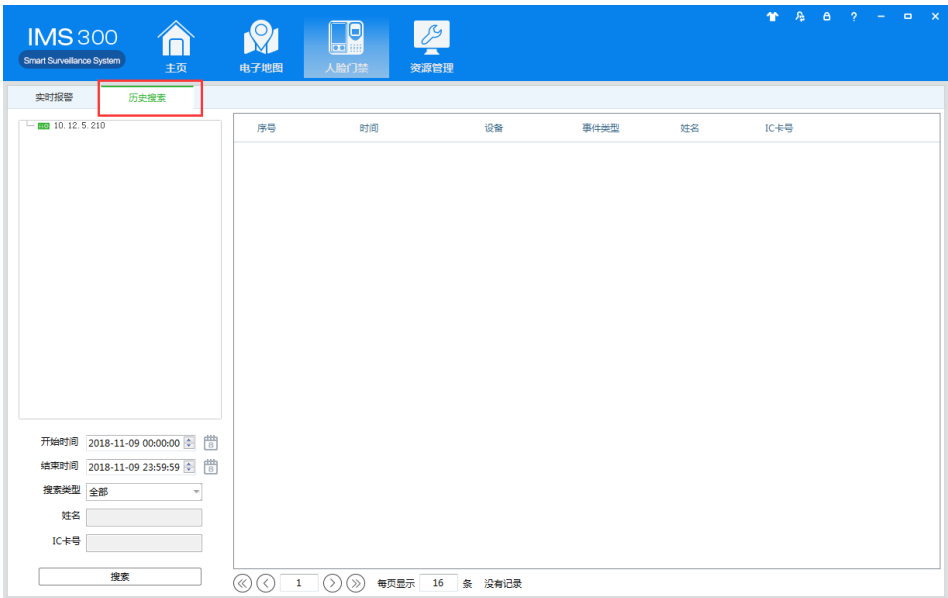 IMS 300
Smart Surveillance System
主页
电子地图
人脸门禁
资源管理
实时报警
历史搜索
10. 12. 5. 210
序号 时间 设备 事件类型 姓名 IC卡号
开始时间 2018-11-09 00:00:00
结束时间 2018-11-09 23:59:59
搜索类型 全部
姓名
IC卡号
搜索
1 每页显示 16 条 没有记录